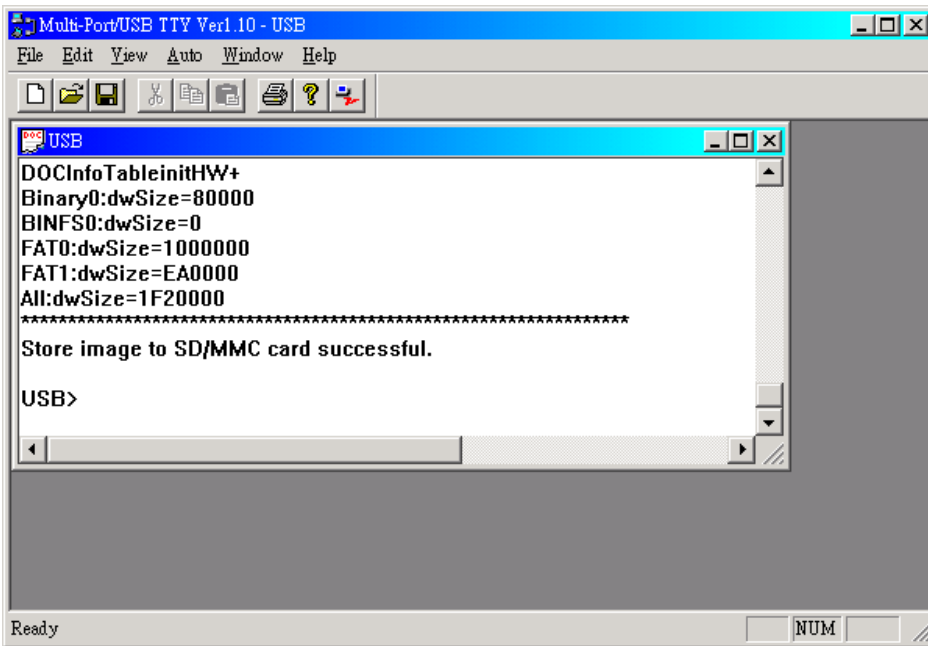 Multi-Port/USB TTY Ver1.10 - USB
File Edit View Auto Window Help
DOC USB
DOCInfoTableinitHW+
Binary0:dwSize=80000
BINFS0:dwSize=0
FAT0:dwSize=1000000
FAT1:dwSize=EA0000
All:dwSize=1F20000
*****************************************************************
Store image to SD/MMC card successful.
USB>
Ready NUM